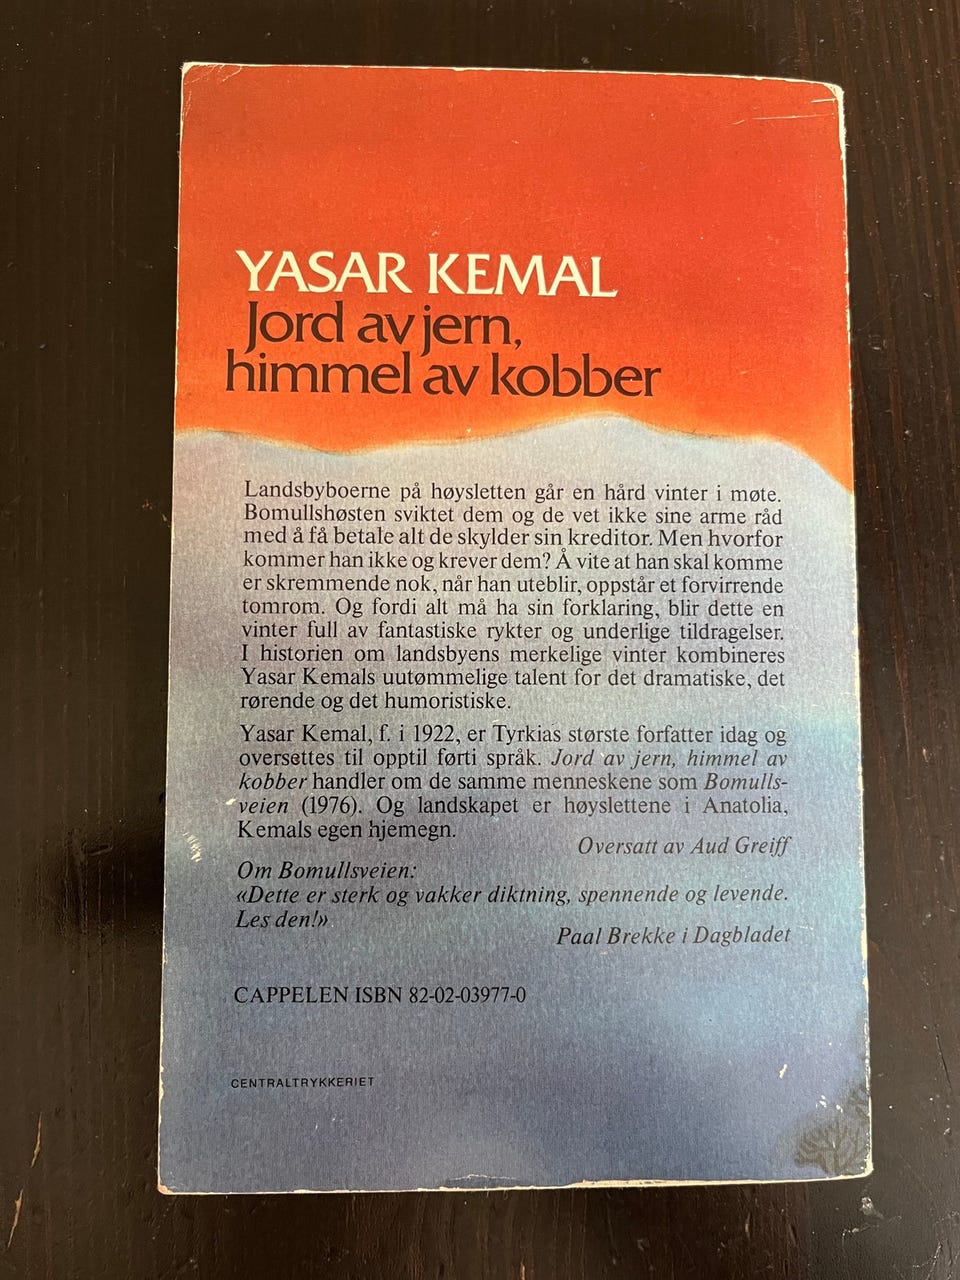 YASAR KEMAL
Jord av jern,
himmel av kobber
Landsbyboerne på høysletten går en hård vinter i møte.
Bomullshøsten sviktet dem og de vet ikke sine arme råd
med å få betale alt de skylder sin kreditor. Men hvorfor
kommer han ikke og krever dem? Å vite at han skal komme
er skremmende nok, når han uteblir, oppstår et forvirrende
tomrom. Og fordi alt må ha sin forklaring, blir dette en
vinter full av fantastiske rykter og underlige tildragelser.
I historien om landsbyens merkelige vinter kombineres
Yasar Kemals uutømmelige talent for det dramatiske, det
rørende og det humoristiske.
Yasar Kemal, f. i 1922, er Tyrkias største forfatter idag og
oversettes til opptil førti språk. Jord av jern, himmel av
kobber handler om de samme menneskene som Bomulls-
veien (1976). Og landskapet er høyslettene i Anatolia,
Kemals egen hjemegn.
Oversatt av Aud Greiff
Om Bomullsveien:
«Dette er sterk og vakker diktning, spennende og levende.
Les den!»
Paal Brekke i Dagbladet
CAPPELEN ISBN 82-02-03977-0
CENTRALTRYKKERIET